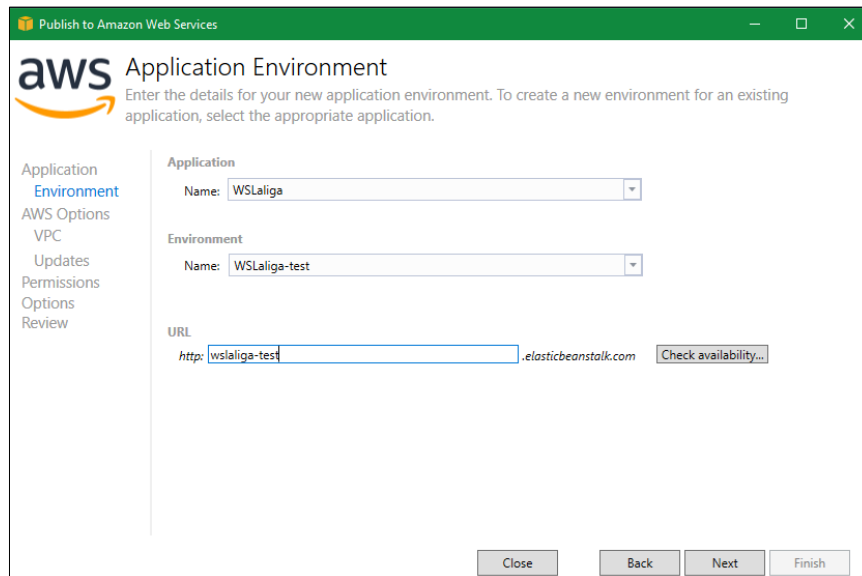 Publish to Amazon Web Services
aws
Application Environment
Enter the details for your new application environment. To create a new environment for an existing
application, select the appropriate application.
Application
Environment
AWS Options
VPC
Updates
Permissions
Options
Review
Application
Name: WSLaliga
Environment
Name: WSLaliga-test
URL
http: wslaliga-test .elasticbeanstalk.com Check availability...
Close Back Next Finish